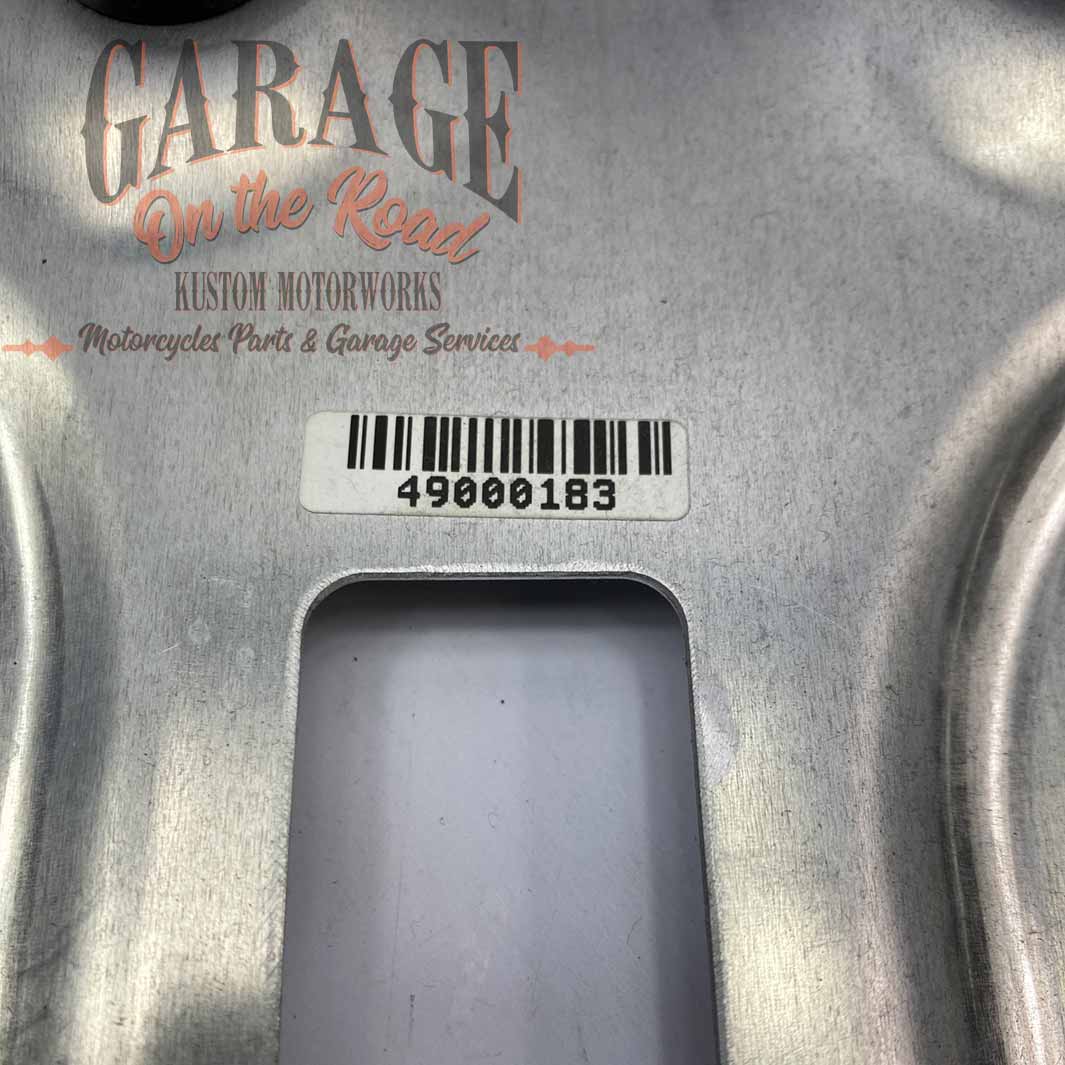 GARAGE
On the Road
KUSTOM MOTORWORKS
Motorcycles Parts & Garage Services
49000183